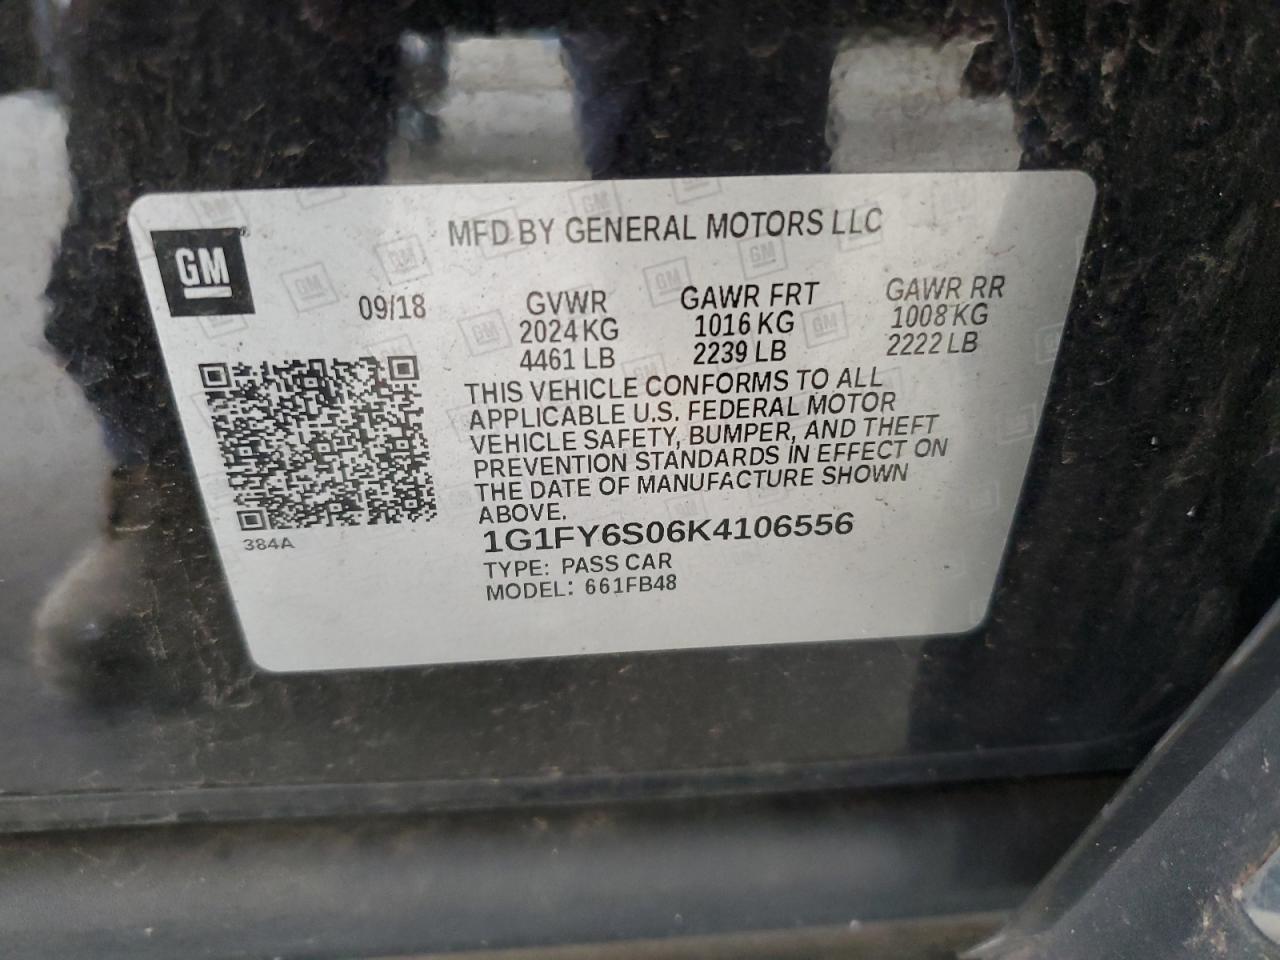 MFD BY GENERAL MOTORS LLC
GM
09/18
GVWR
2024 KG
4461 LB
GAWR FRT
1016 KG
2239 LB
GAWR RR
1008 KG
2222 LB
THIS VEHICLE CONFORMS TO ALL
APPLICABLE U.S. FEDERAL MOTOR
VEHICLE SAFETY, BUMPER, AND THEFT
PREVENTION STANDARDS IN EFFECT ON
THE DATE OF MANUFACTURE SHOWN
ABOVE.
384A
1G1FY6S06K4106556
TYPE: PASS CAR
MODEL: 661FB48